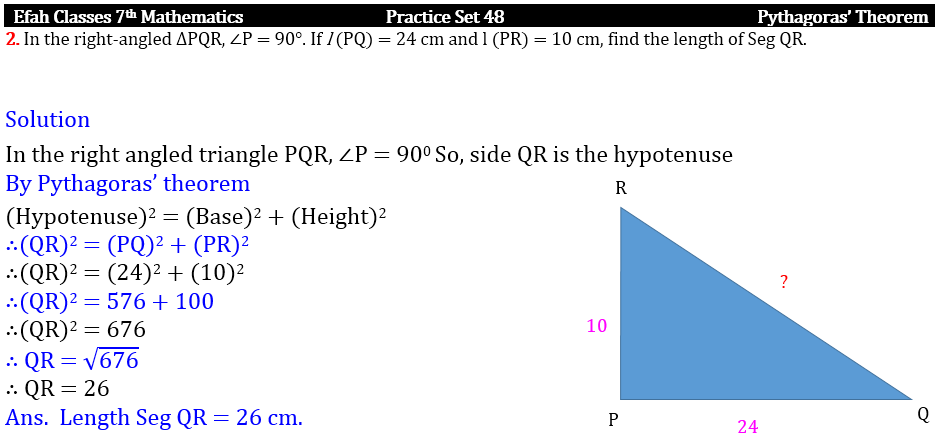 Efah Classes 7th Mathematics Practice Set 48 Pythagoras' Theorem
2. In the right-angled ΔPQR, ∠P = 90°. If l (PQ) = 24 cm and l (PR) = 10 cm, find the length of Seg QR.
Solution
In the right angled triangle PQR, ∠P = 90⁰ So, side QR is the hypotenuse
By Pythagoras' theorem
(Hypotenuse)² = (Base)² + (Height)²
∴(QR)² = (PQ)² + (PR)²
∴(QR)² = (24)² + (10)²
∴(QR)² = 576 + 100
∴(QR)² = 676
∴ QR = √676
∴ QR = 26
Ans. Length Seg QR = 26 cm.
R
?
10
P
24
Q